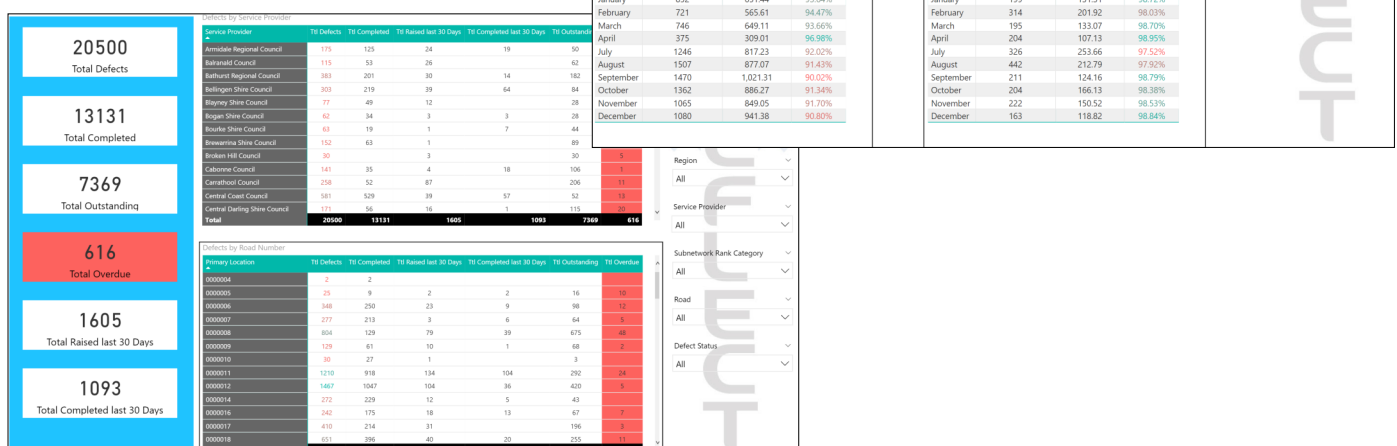 20500
Total Defects
13131
Total Completed
7369
Total Outstanding
616
Total Overdue
1605
Total Raised last 30 Days
1093
Total Completed last 30 Days
Defects by Service Provider
Service Provider Ttl Defects Ttl Completed Ttl Raised last 30 Days Ttl Completed last 30 Days Ttl Outstandin
Armidale Regional Council 175 125 24 19 50
Balranald Council 115 53 26 62
Bathurst Regional Council 383 201 30 14 182
Bellingen Shire Council 303 219 39 64 84
Blayney Shire Council 77 49 12 28
Bogan Shire Council 62 34 3 3 28
Bourke Shire Council 63 19 1 7 44
Brewarrina Shire Council 152 63 1 89
Broken Hill Council 30 3 30 5
Cabonne Council 141 35 4 18 106 1
Carrathool Council 258 52 87 206 11
Central Coast Council 581 529 39 57 52 13
Central Darling Shire Council 171 56 16 1 115 20
Total 20500 13131 1605 1093 7369 616
Defects by Road Number
Primary Location Ttl Defects Ttl Completed Ttl Raised last 30 Days Ttl Completed last 30 Days Ttl Outstanding Ttl Overdue
0000004 2 2
0000005 25 9 2 2 16 10
0000006 348 250 23 9 98 12
0000007 277 213 3 6 64 5
0000008 804 129 79 39 675 48
0000009 129 61 10 1 68 2
0000010 30 27 1 3
0000011 1210 918 134 104 292 24
0000012 1467 1047 104 36 420 5
0000014 272 229 12 5 43
0000016 242 175 18 13 67 7
0000017 410 214 31 196 3
0000018 651 396 40 20 255 11
February 721 565.61 94.47%
March 746 649.11 93.66%
April 375 309.01 96.98%
July 1246 817.23 92.02%
August 1507 877.07 91.43%
September 1470 1,021.31 90.02%
October 1362 886.27 91.34%
November 1065 849.05 91.70%
December 1080 941.38 90.80%
February 314 201.92 98.03%
March 195 133.07 98.70%
April 204 107.13 98.95%
July 326 253.66 97.52%
August 442 212.79 97.92%
September 211 124.16 98.79%
October 204 166.13 98.38%
November 222 150.52 98.53%
December 163 118.82 98.84%
Region
All
Service Provider
All
Subnetwork Rank Category
All
Road
All
Defect Status
All